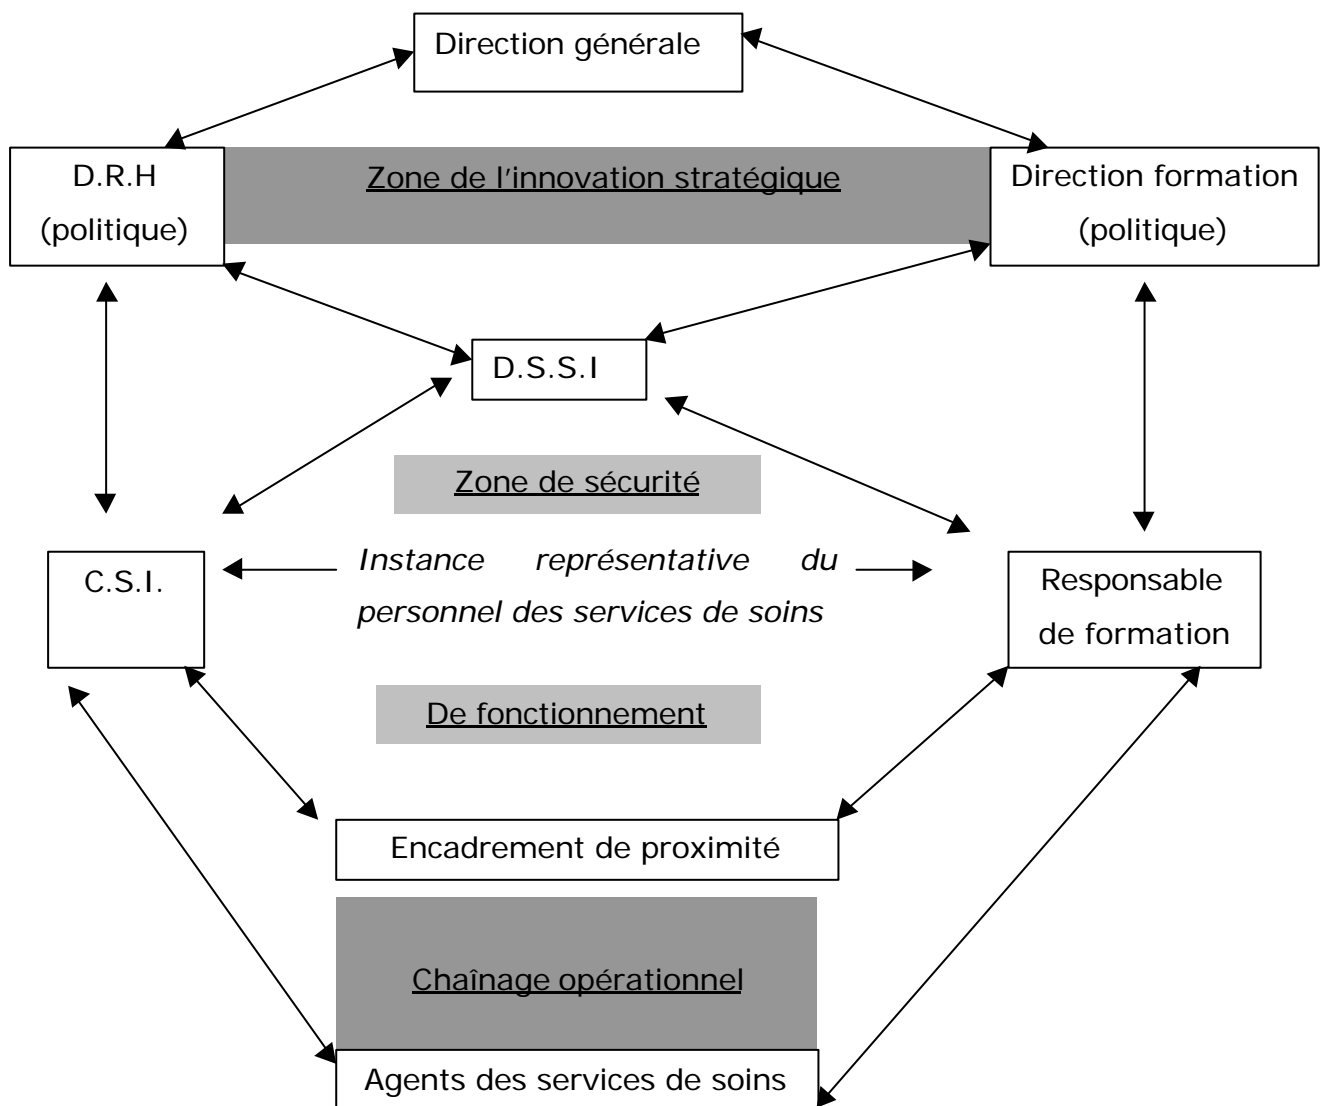 Direction générale
D.R.H
(politique)
Zone de l'innovation stratégique
Direction formation
(politique)
D.S.S.I
Zone de sécurité
Instance représentative du
personnel des services de soins
C.S.I.
Responsable
de formation
De fonctionnement
Encadrement de proximité
Chaînage opérationnel
Agents des services de soins